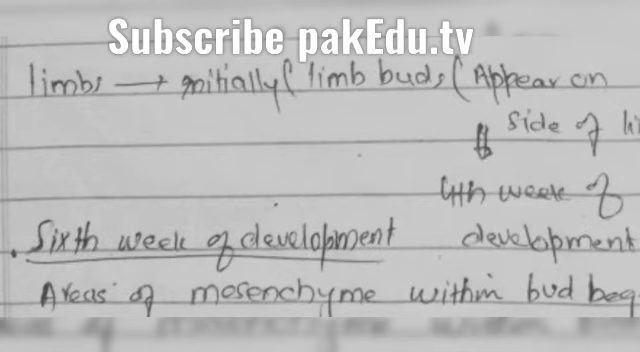 Subscribe pakEdu.tv
limbs → initially( limb buds( Appear on
side of
4th week of
. Sixth week of development development
Areas of mesenchyme within bud beg